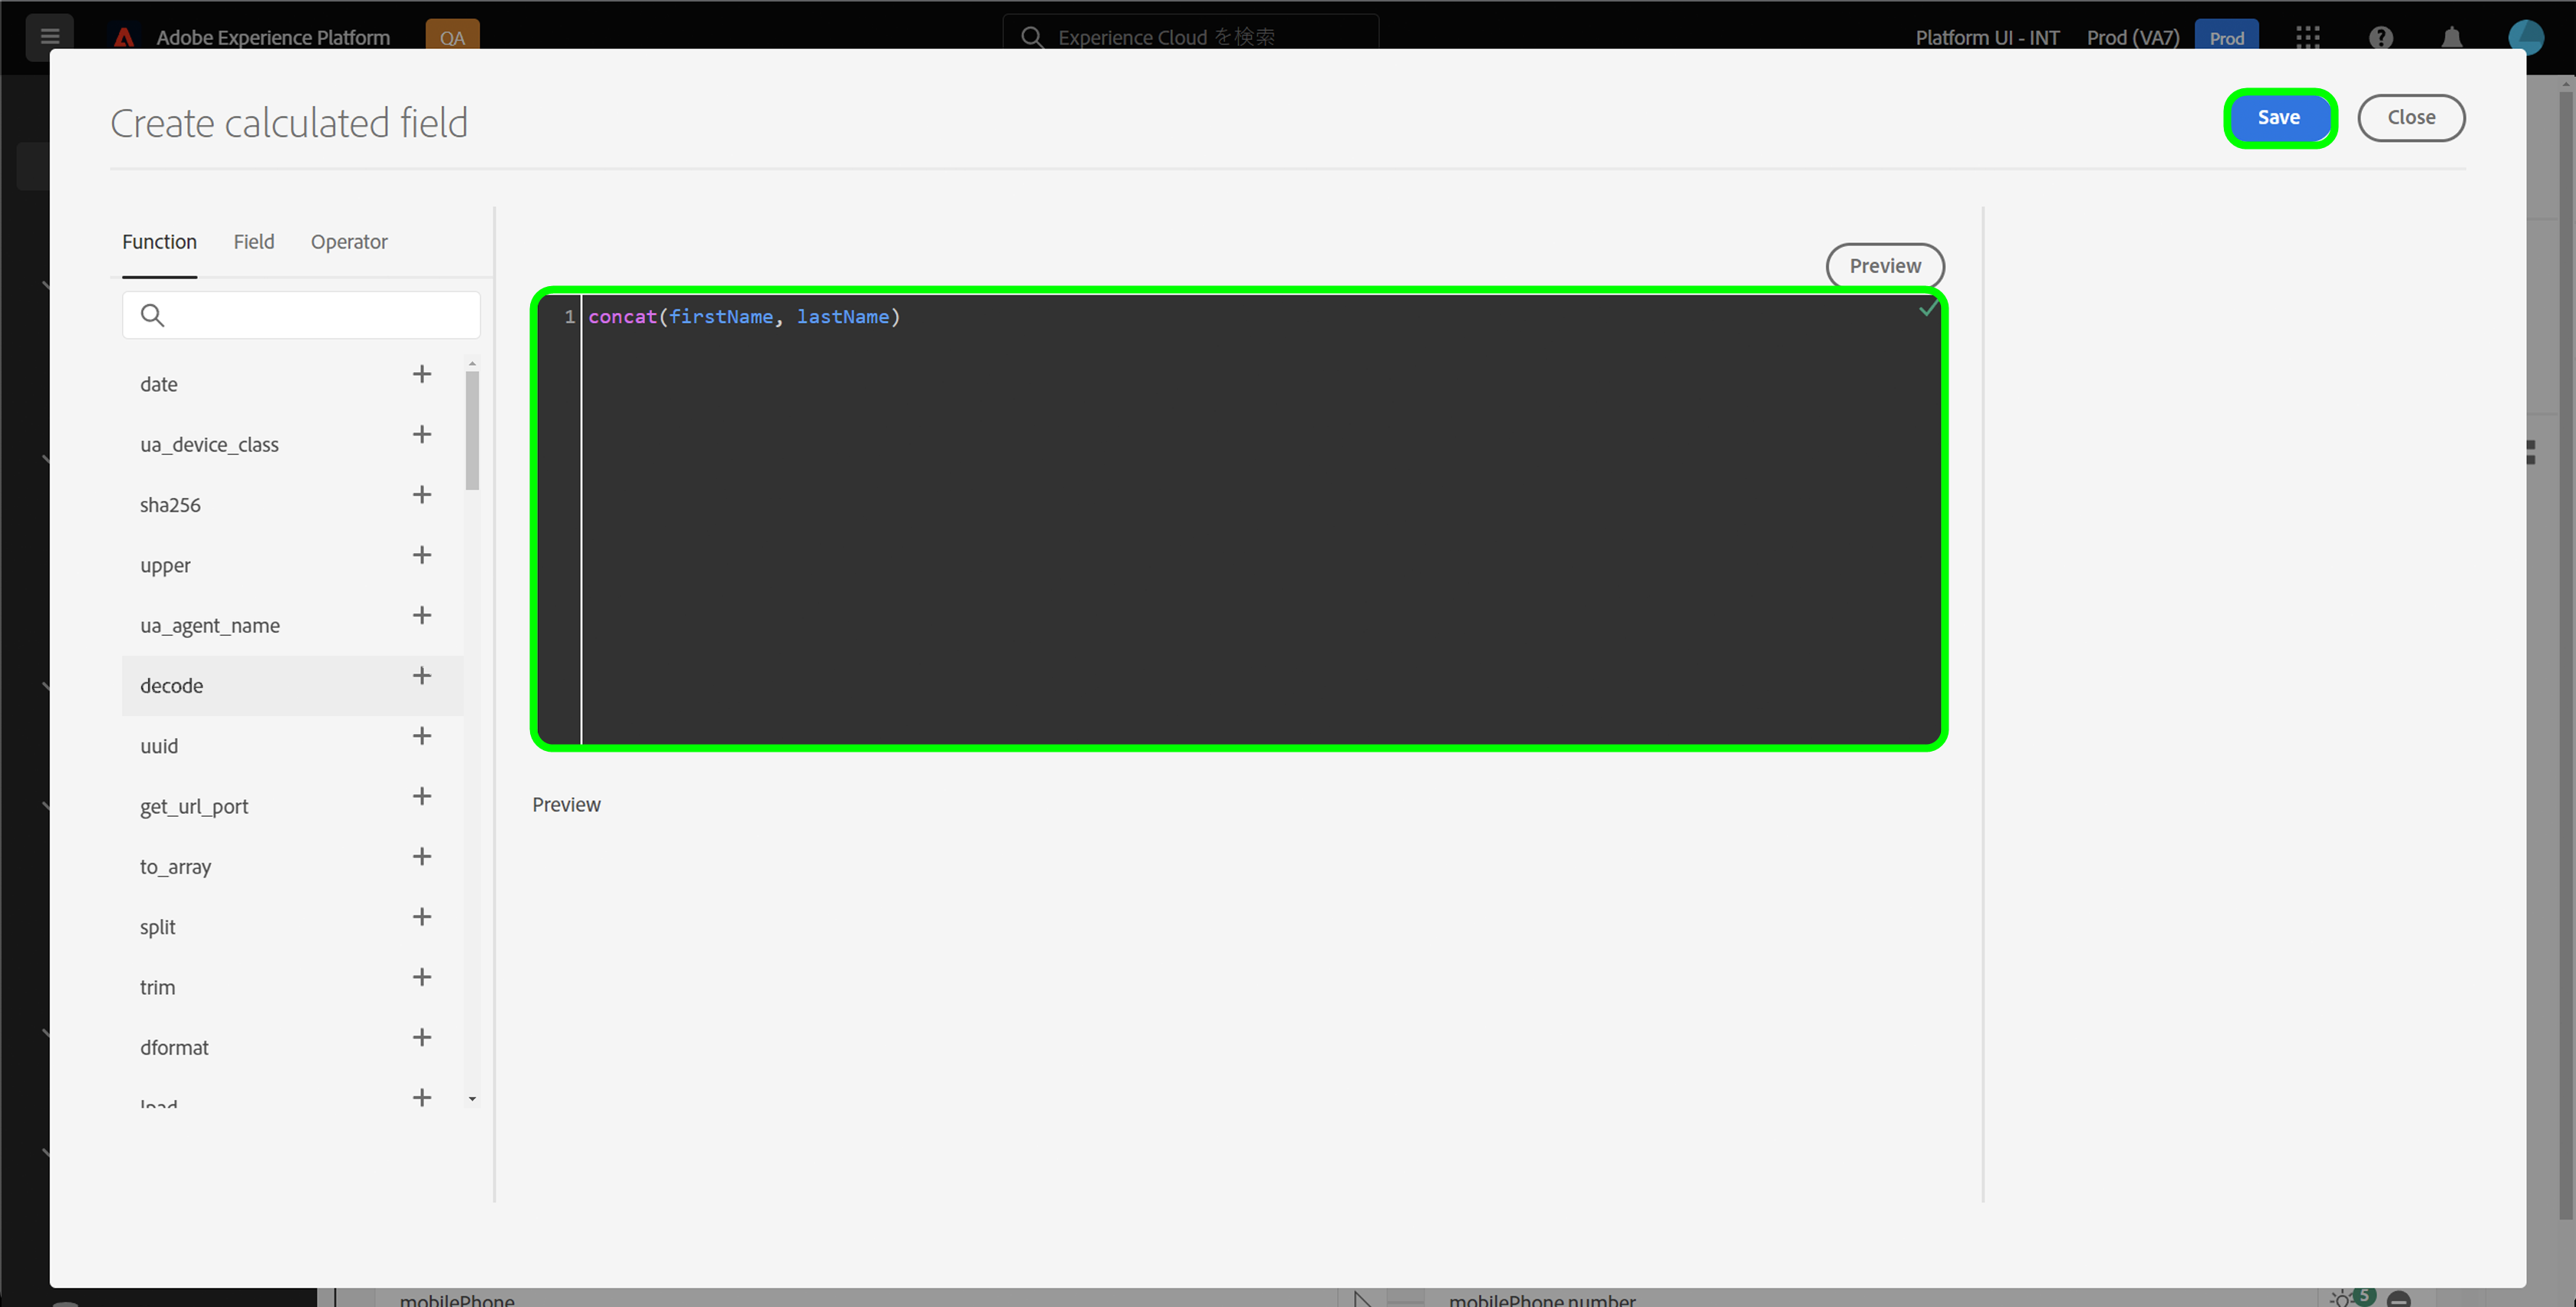 Adobe Experience Platform
QA
Experience Cloud を検索
Platform UI - INT
Prod (VA7)
Prod
Create calculated field
Save
Close
Function
Field
Operator
Preview
1
concat(firstName, lastName)
date
ua_device_class
sha256
upper
ua_agent_name
decode
uuid
get_url_port
to_array
split
trim
dformat
lpad
Preview
mobilePhone
mobilePhone.number
5